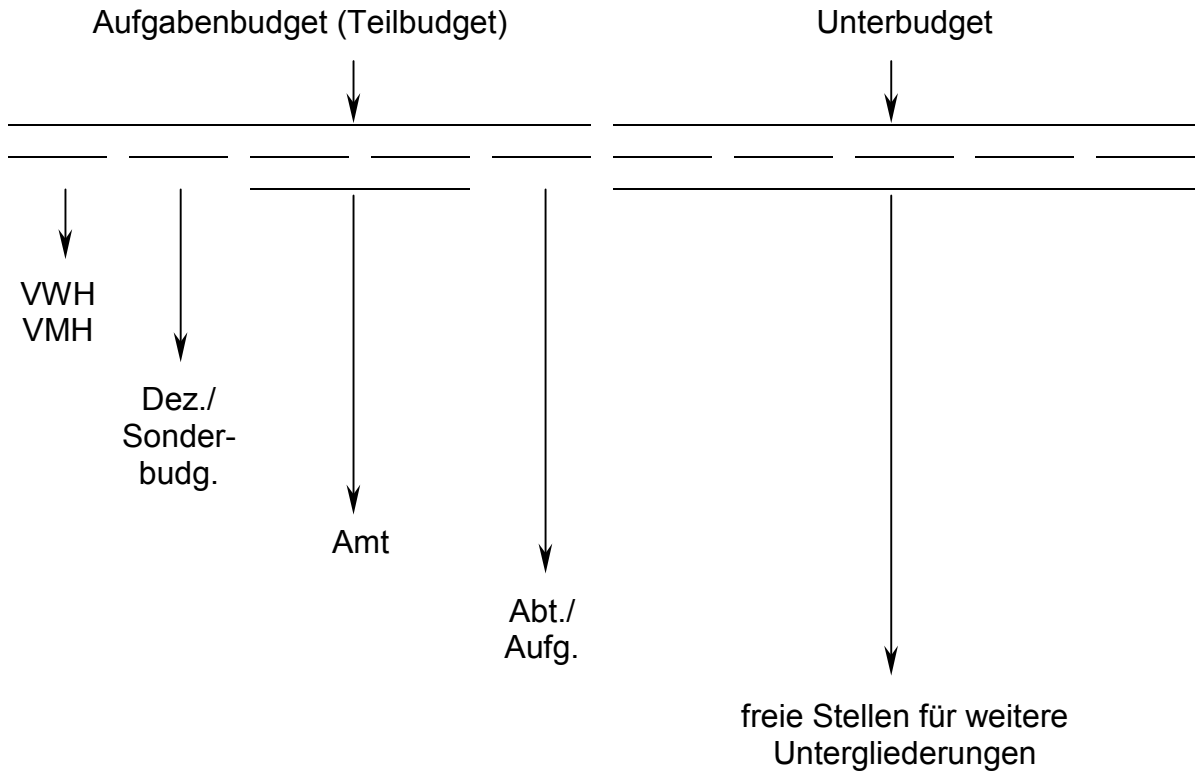 Aufgabenbudget (Teilbudget)
Unterbudget
VWH
VMH
Dez./
Sonder-
budg.
Amt
Abt./
Aufg.
freie Stellen für weitere
Untergliederungen